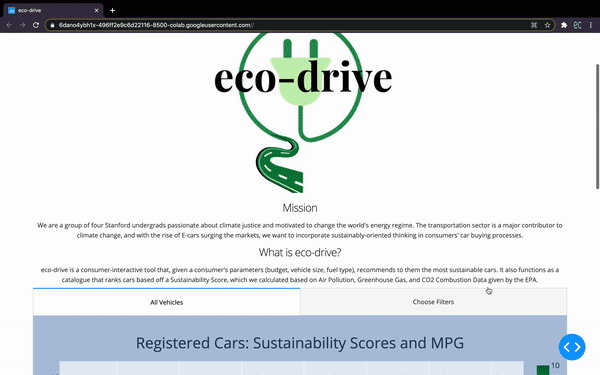 eco-drive
6dano4ybh1x-496ff2e9c6d22116-8500-colab.googleusercontent.com//
eco-drive
Mission
We are a group of four Stanford undergrads passionate about climate justice and motivated to change the world's energy regime. The transportation sector is a major contributor to
climate change, and with the rise of E-cars surging the markets, we want to incorporate sustainably-oriented thinking in consumers' car buying processes.
What is eco-drive?
eco-drive is a consumer-interactive tool that, given a consumer's parameters (budget, vehicle size, fuel type), recommends to them the most sustainable cars. It also functions as a
catalogue that ranks cars based off a Sustainability Score, which we calculated based on Air Pollution, Greenhouse Gas, and CO2 Combustion Data given by the EPA.
All Vehicles
Choose Filters
Registered Cars: Sustainability Scores and MPG
10